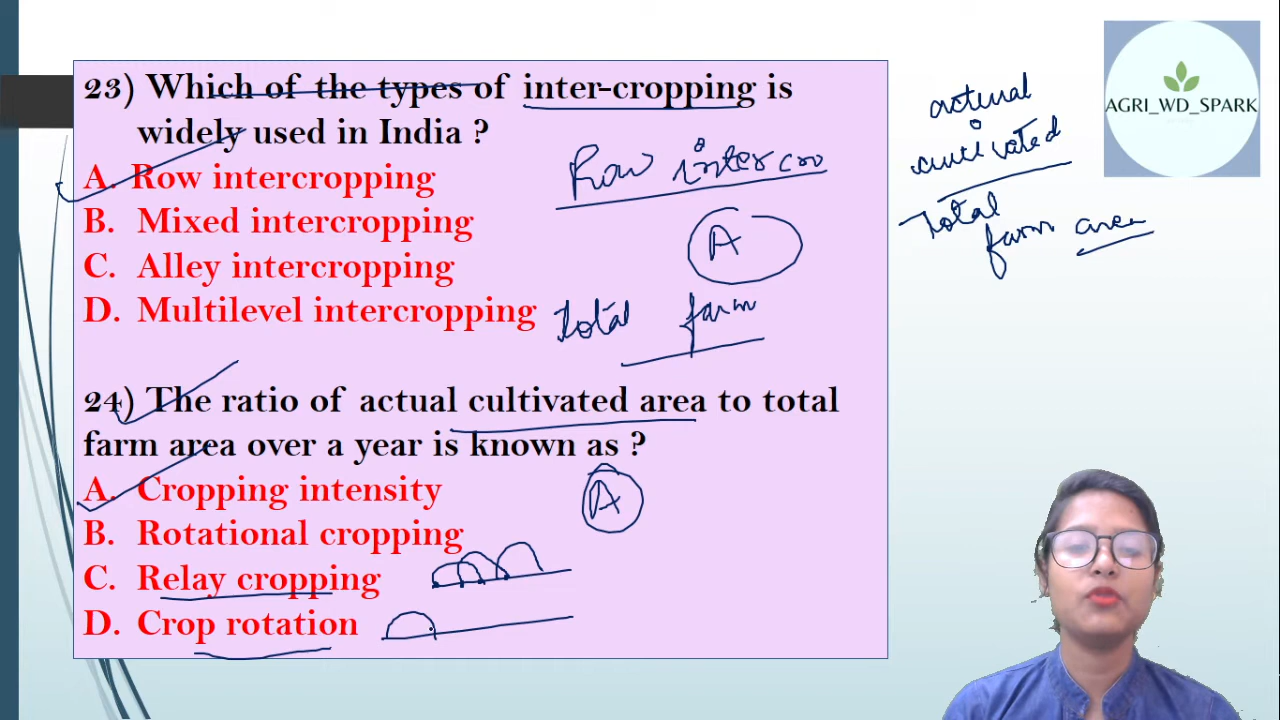 23) Which of the types of inter-cropping is
widely used in India ?
A. Row intercropping
B. Mixed intercropping
C. Alley intercropping
D. Multilevel intercropping
Row intercro
A
Total farm
24) The ratio of actual cultivated area to total
farm area over a year is known as ?
A. Cropping intensity
B. Rotational cropping
C. Relay cropping
D. Crop rotation
A
actural
cultivated
Total
farm area
AGRI_WD_SPARK